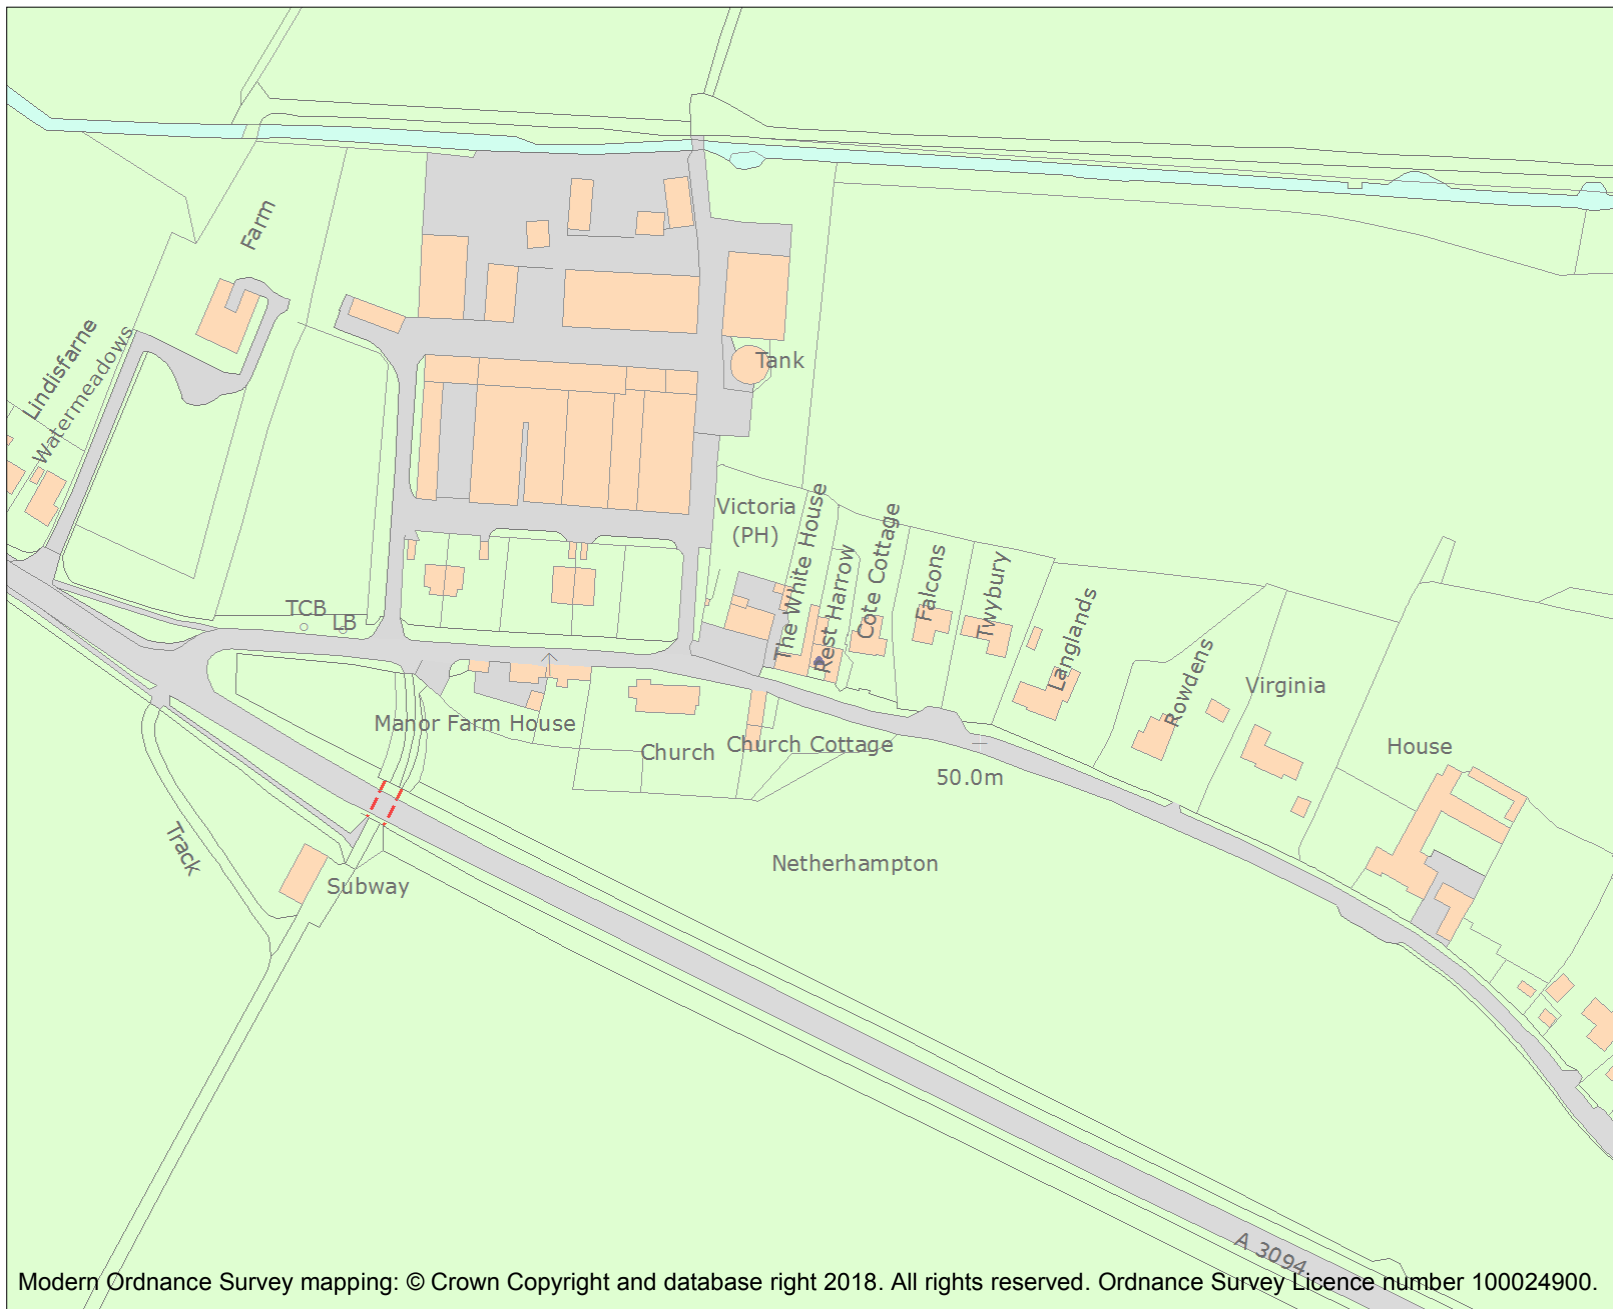 Farm
Lindisfarne
Watermeadows
Tank
Victoria
(PH)
The White House
Rest Harrow
Cote Cottage
Falcons
Twybury
Langlands
Rowdens
Virginia
House
TCB
LB
Manor Farm House
Church
Church Cottage
50.0m
Netherhampton
Track
Subway
A 3094
Modern Ordnance Survey mapping: © Crown Copyright and database right 2018. All rights reserved. Ordnance Survey Licence number 100024900.